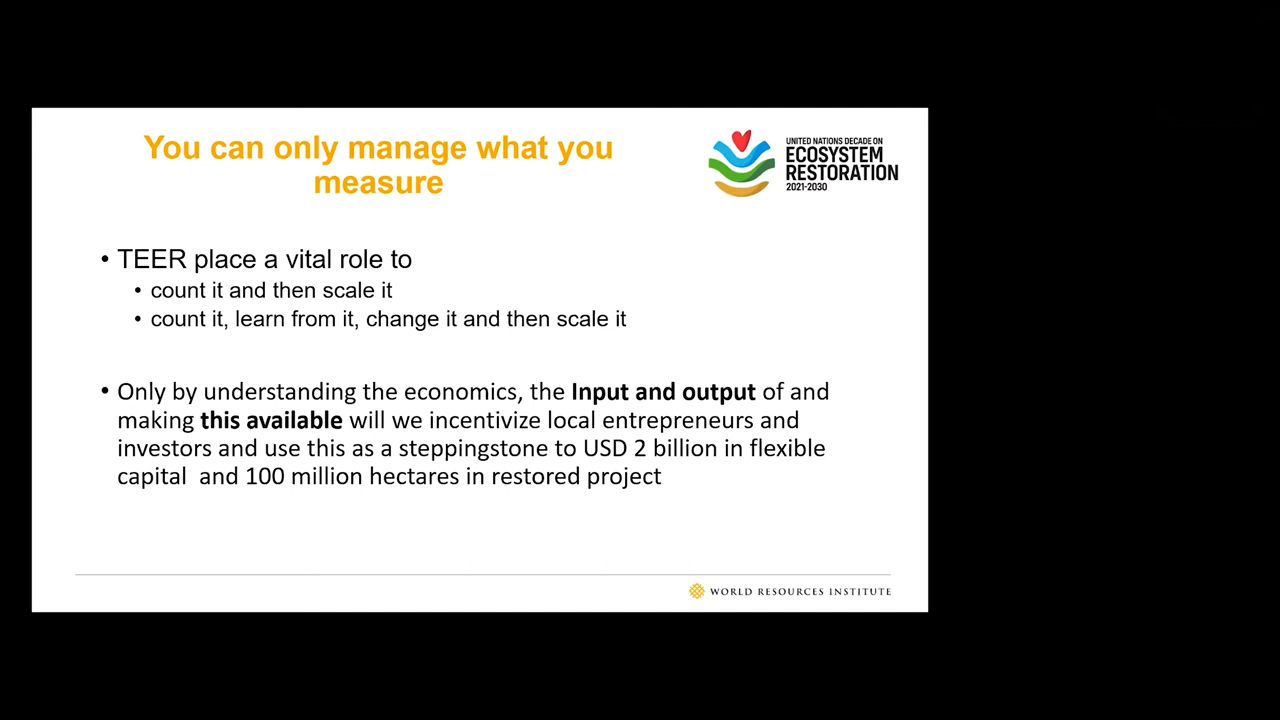 You can only manage what you
measure
UNITED NATIONS DECADE ON
ECOSYSTEM
RESTORATION
2021-2030
• TEER place a vital role to
• count it and then scale it
• count it, learn from it, change it and then scale it
• Only by understanding the economics, the Input and output of and
making this available will we incentivize local entrepreneurs and
investors and use this as a steppingstone to USD 2 billion in flexible
capital and 100 million hectares in restored project
WORLD RESOURCES INSTITUTE